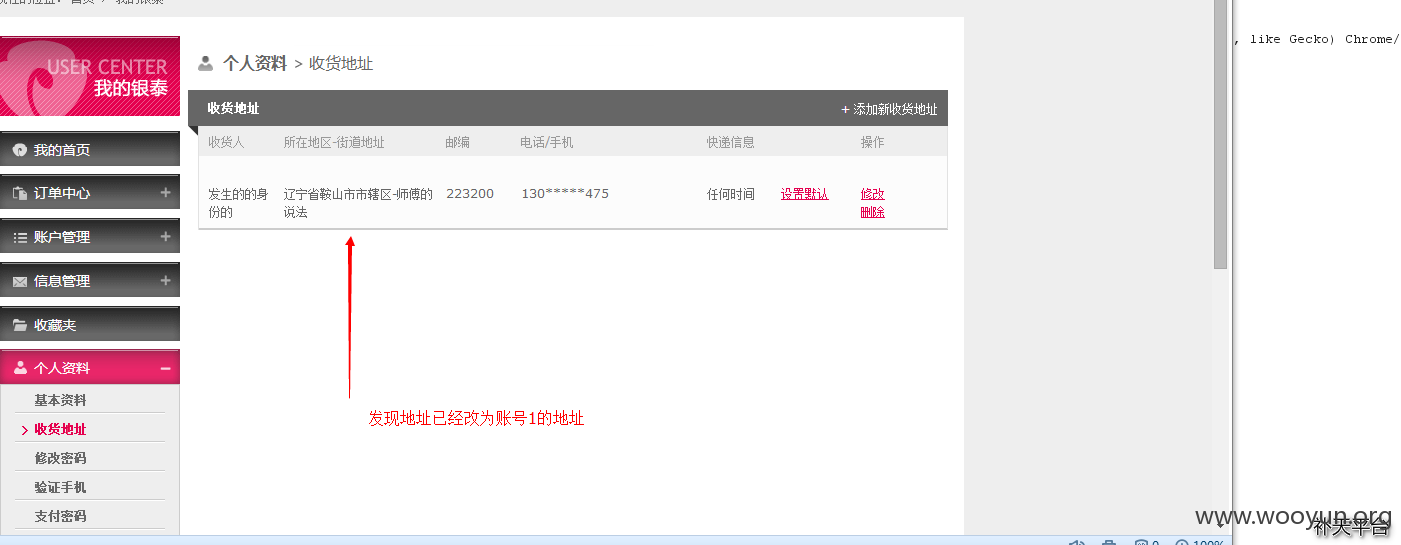 现在的位置： 首页 > 我的银泰
, like Gecko) Chrome/
USER CENTER
我的银泰
个人资料 > 收货地址
收货地址
+ 添加新收货地址
收货人 所在地区-街道地址 邮编 电话/手机 快递信息 操作
发生的的身 辽宁省鞍山市市辖区-师傅的 223200 130*****475 任何时间 设置默认 修改
份的 说法 删除
我的首页
订单中心 +
账户管理 +
信息管理 +
收藏夹
个人资料 −
基本资料
> 收货地址
修改密码
验证手机
支付密码
发现地址已经改为账号1的地址
www.wooyun.org
补天平台
0 100%